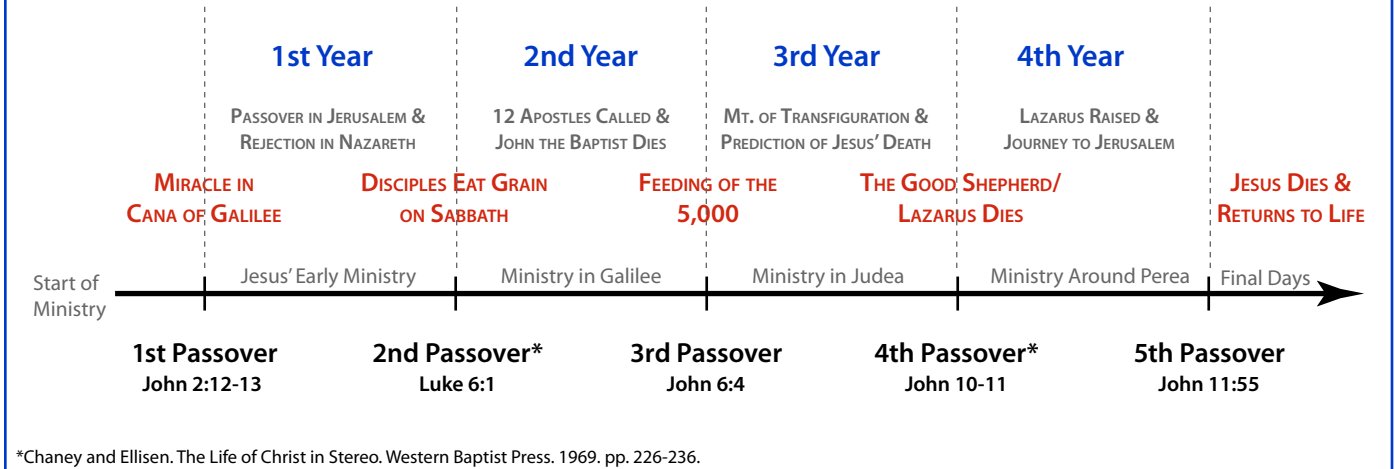 1st Year
2nd Year
3rd Year
4th Year
Passover in Jerusalem &
Rejection in Nazareth
12 Apostles Called &
John the Baptist Dies
Mt. of Transfiguration &
Prediction of Jesus' Death
Lazarus Raised &
Journey to Jerusalem
Miracle in
Cana of Galilee
Disciples Eat Grain
on Sabbath
Feeding of the
5,000
The Good Shepherd/
Lazarus Dies
Jesus Dies &
Returns to Life
Start of
Ministry
Jesus' Early Ministry
Ministry in Galilee
Ministry in Judea
Ministry Around Perea
Final Days
1st Passover
John 2:12-13
2nd Passover*
Luke 6:1
3rd Passover
John 6:4
4th Passover*
John 10-11
5th Passover
John 11:55
*Chaney and Ellisen. The Life of Christ in Stereo. Western Baptist Press. 1969. pp. 226-236.